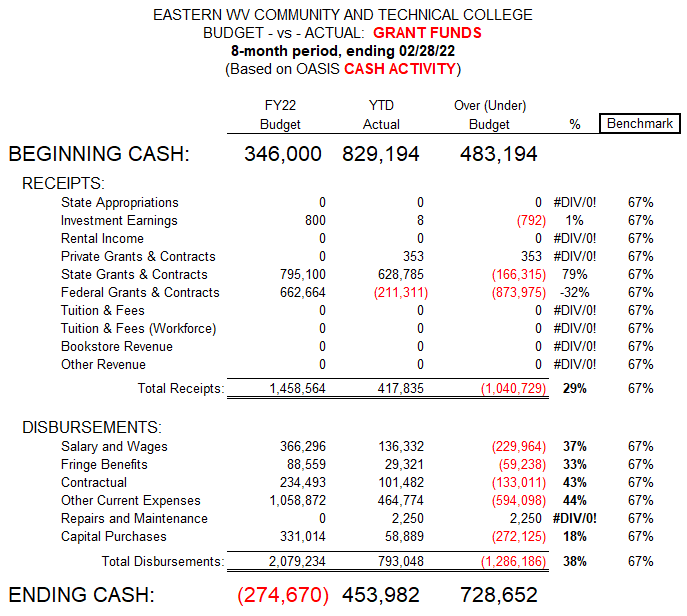 EASTERN WV COMMUNITY AND TECHNICAL COLLEGE
BUDGET - vs - ACTUAL: GRANT FUNDS
8-month period, ending 02/28/22
(Based on OASIS CASH ACTIVITY)
FY22 YTD Over (Under)
Budget Actual Budget % Benchmark
BEGINNING CASH: 346,000 829,194 483,194
RECEIPTS:
State Appropriations 0 0 0 #DIV/0! 67%
Investment Earnings 800 8 (792) 1% 67%
Rental Income 0 0 0 #DIV/0! 67%
Private Grants & Contracts 0 353 353 #DIV/0! 67%
State Grants & Contracts 795,100 628,785 (166,315) 79% 67%
Federal Grants & Contracts 662,664 (211,311) (873,975) -32% 67%
Tuition & Fees 0 0 0 #DIV/0! 67%
Tuition & Fees (Workforce) 0 0 0 #DIV/0! 67%
Bookstore Revenue 0 0 0 #DIV/0! 67%
Other Revenue 0 0 0 #DIV/0! 67%
Total Receipts: 1,458,564 417,835 (1,040,729) 29% 67%
DISBURSEMENTS:
Salary and Wages 366,296 136,332 (229,964) 37% 67%
Fringe Benefits 88,559 29,321 (59,238) 33% 67%
Contractual 234,493 101,482 (133,011) 43% 67%
Other Current Expenses 1,058,872 464,774 (594,098) 44% 67%
Repairs and Maintenance 0 2,250 2,250 #DIV/0! 67%
Capital Purchases 331,014 58,889 (272,125) 18% 67%
Total Disbursements: 2,079,234 793,048 (1,286,186) 38% 67%
ENDING CASH: (274,670) 453,982 728,652